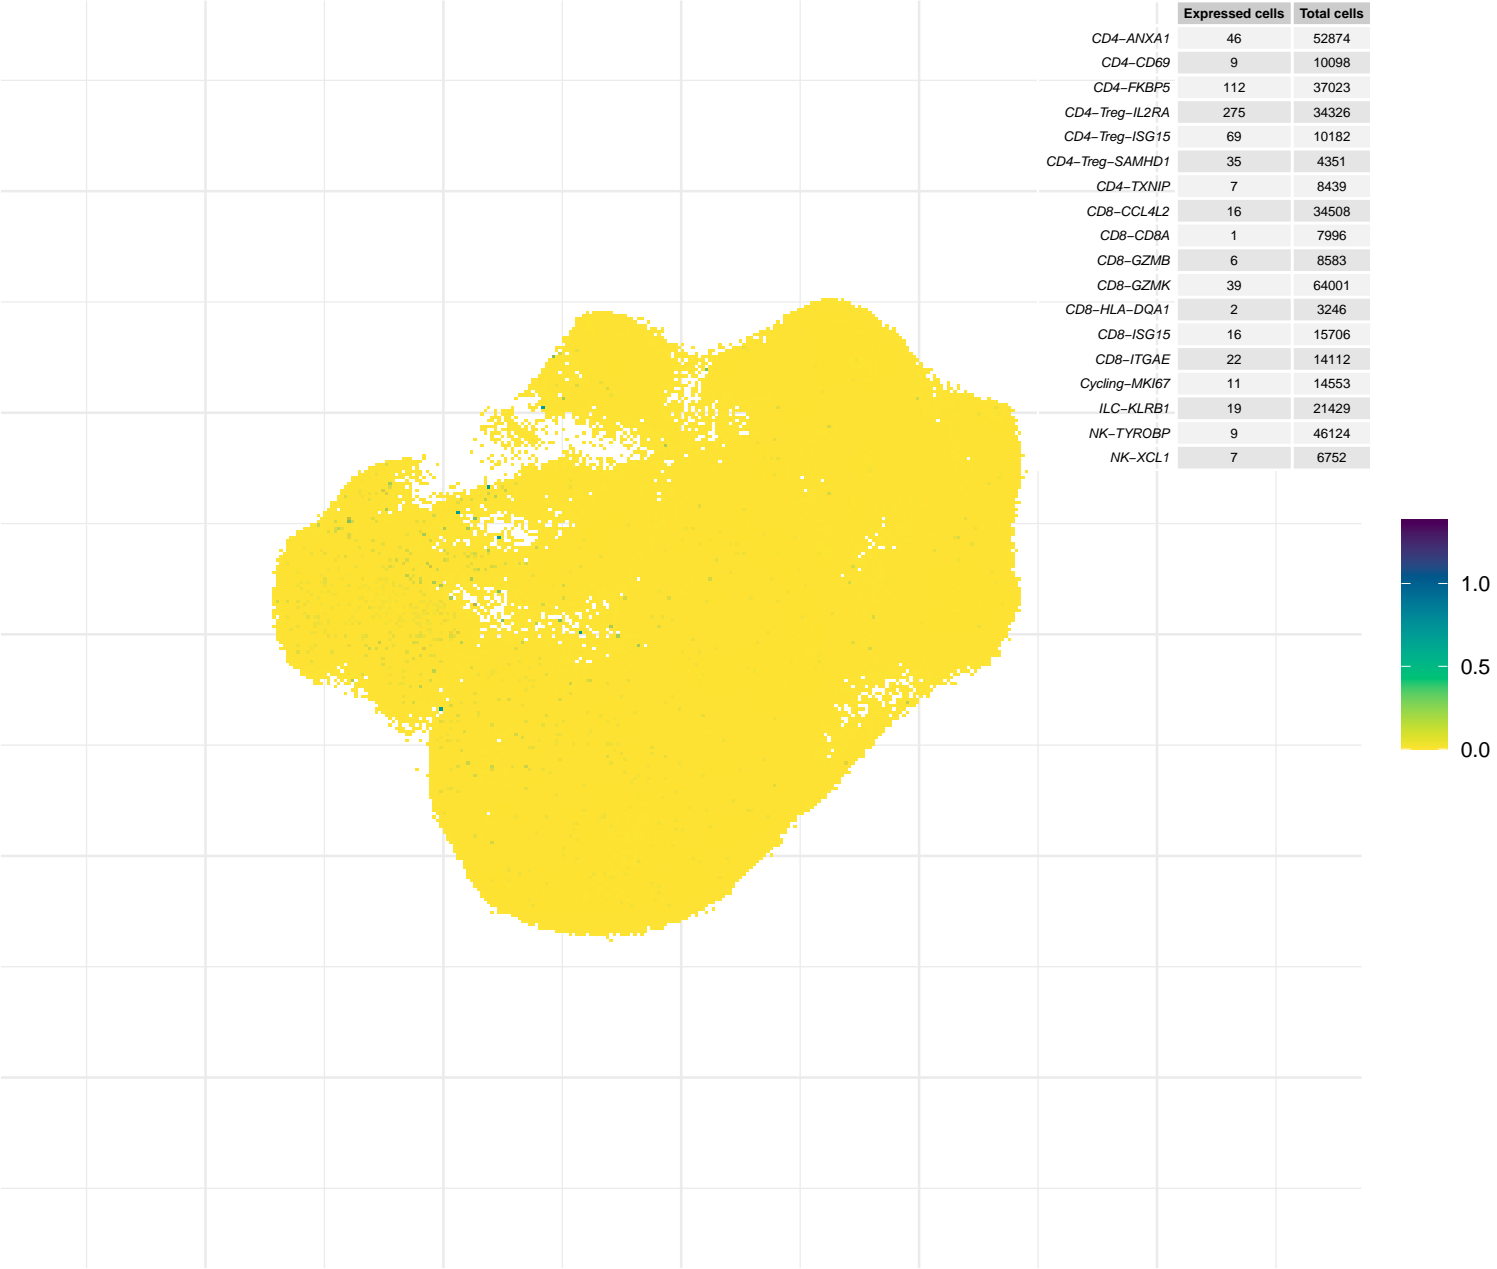 Expressed cells Total cells
CD4−ANXA1 46 52874
CD4−CD69 9 10098
CD4−FKBP5 112 37023
CD4−Treg−IL2RA 275 34326
CD4−Treg−ISG15 69 10182
CD4−Treg−SAMHD1 35 4351
CD4−TXNIP 7 8439
CD8−CCL4L2 16 34508
CD8−CD8A 1 7996
CD8−GZMB 6 8583
CD8−GZMK 39 64001
CD8−HLA−DQA1 2 3246
CD8−ISG15 16 15706
CD8−ITGAE 22 14112
Cycling−MKI67 11 14553
ILC−KLRB1 19 21429
NK−TYROBP 9 46124
NK−XCL1 7 6752
1.0
0.5
0.0